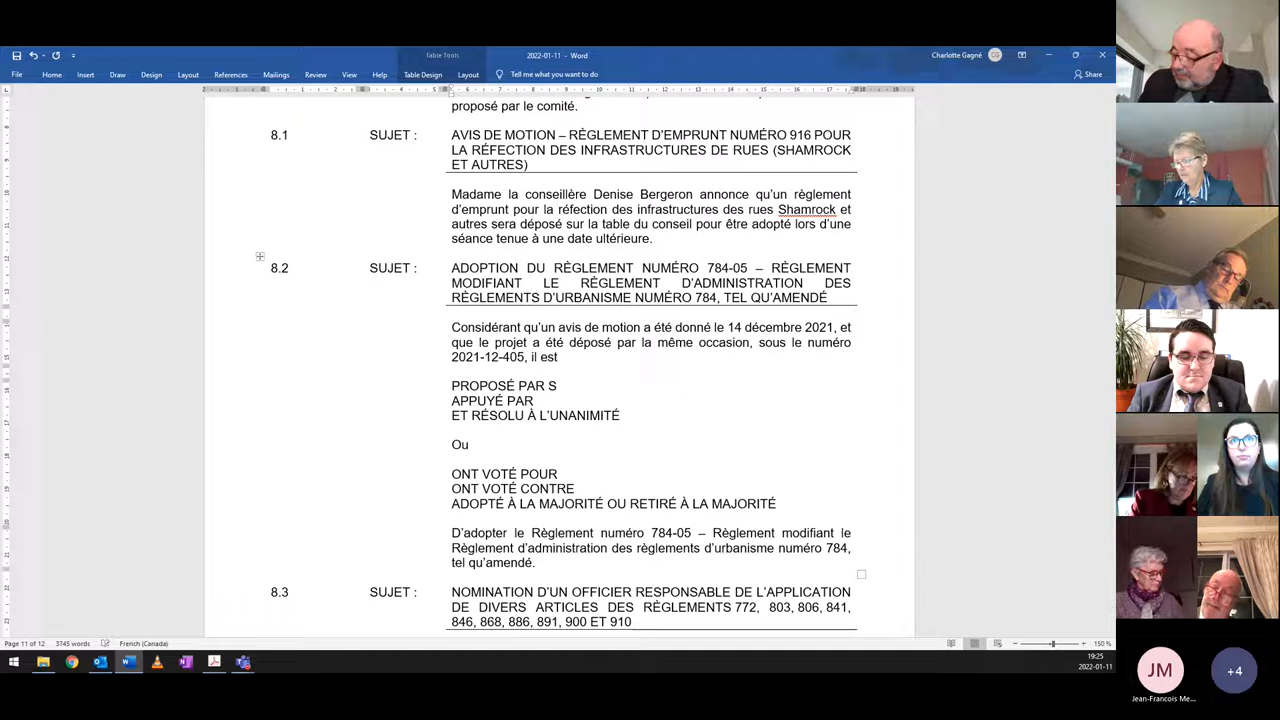 Table Tools
2022-01-11 - Word
Charlotte Gagné
CG
File Home Insert Draw Design Layout References Mailings Review View Help Table Design Layout Tell me what you want to do Share
proposé par le comité.
8.1 SUJET : AVIS DE MOTION – RÈGLEMENT D'EMPRUNT NUMÉRO 916 POUR
LA RÉFECTION DES INFRASTRUCTURES DE RUES (SHAMROCK
ET AUTRES)
Madame la conseillère Denise Bergeron annonce qu'un règlement
d'emprunt pour la réfection des infrastructures des rues Shamrock et
autres sera déposé sur la table du conseil pour être adopté lors d'une
séance tenue à une date ultérieure.
8.2 SUJET : ADOPTION DU RÈGLEMENT NUMÉRO 784-05 – RÈGLEMENT
MODIFIANT LE RÈGLEMENT D'ADMINISTRATION DES
RÈGLEMENTS D'URBANISME NUMÉRO 784, TEL QU'AMENDÉ
Considérant qu'un avis de motion a été donné le 14 décembre 2021, et
que le projet a été déposé par la même occasion, sous le numéro
2021-12-405, il est
PROPOSÉ PAR S
APPUYÉ PAR
ET RÉSOLU À L'UNANIMITÉ
Ou
ONT VOTÉ POUR
ONT VOTÉ CONTRE
ADOPTÉ À LA MAJORITÉ OU RETIRÉ À LA MAJORITÉ
D'adopter le Règlement numéro 784-05 – Règlement modifiant le
Règlement d'administration des règlements d'urbanisme numéro 784,
tel qu'amendé.
8.3 SUJET : NOMINATION D'UN OFFICIER RESPONSABLE DE L'APPLICATION
DE DIVERS ARTICLES DES RÈGLEMENTS 772, 803, 806, 841,
846, 868, 886, 891, 900 ET 910
Page 11 of 12 3745 words French (Canada) 150 %
19:25
2022-01-11
JM
+4
Jean-Francois Me...